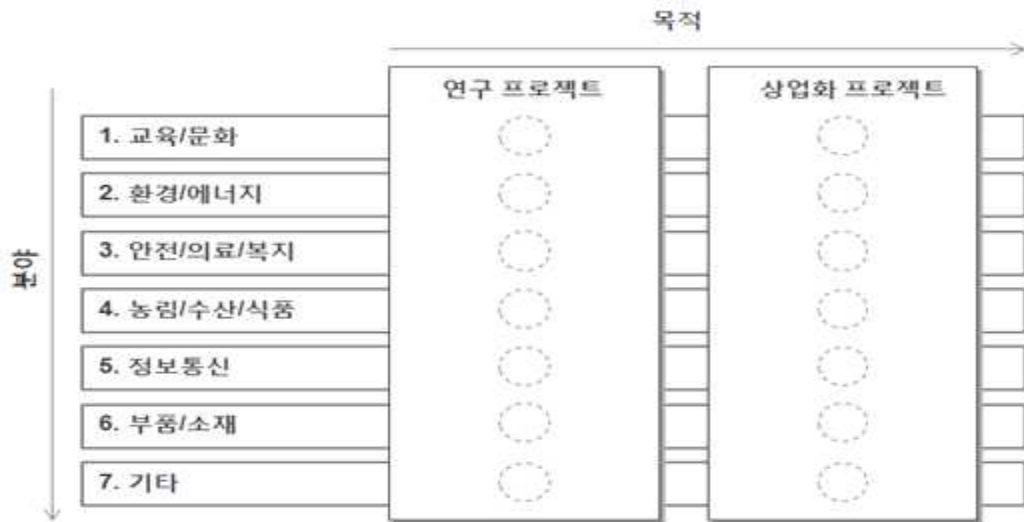 목적
연구 프로젝트
상업화 프로젝트
분야
1. 교육/문화
2. 환경/에너지
3. 안전/의료/복지
4. 농림/수산/식품
5. 정보통신
6. 부품/소재
7. 기타